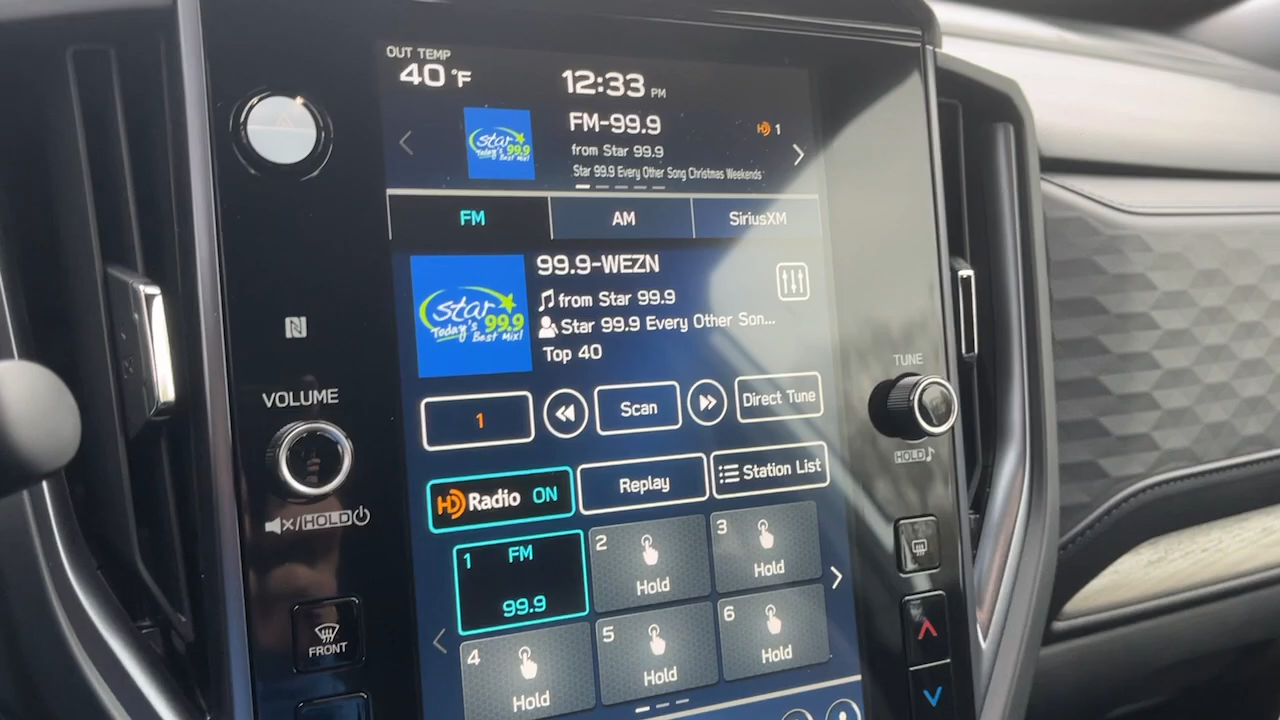 OUT TEMP
40 °F
12:33 PM
FM-99.9
HD 1
from Star 99.9
Star 99.9 Every Other Song Christmas Weekends
star
99.9
Today's Best Mix!
FM
AM
SiriusXM
99.9-WEZN
from Star 99.9
Star 99.9 Every Other Son...
Top 40
star
99.9
Today's Best Mix!
1
Scan
Direct Tune
HD Radio ON
Replay
Station List
1 FM
99.9
2
Hold
3
Hold
4
Hold
5
Hold
6
Hold
N
VOLUME
/HOLD
FRONT
TUNE
HOLD